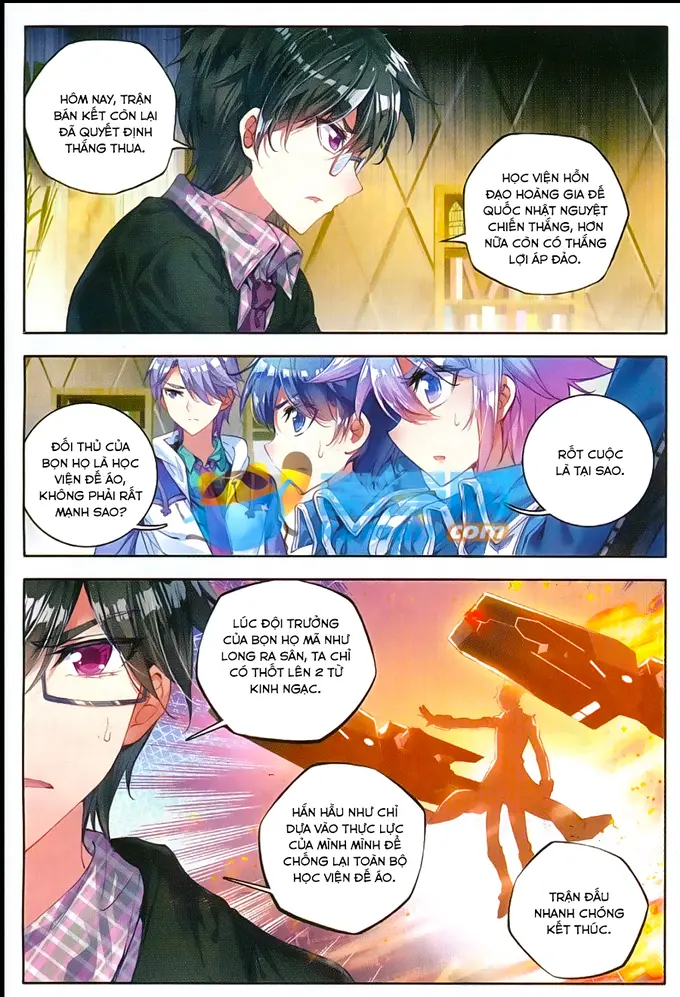 HÔM NAY, TRẬN
BÁN KẾT CÒN LẠI
ĐÃ QUYẾT ĐỊNH
THẮNG THUA.
HỌC VIỆN HỒN
ĐẠO HOÀNG GIA ĐẾ
QUỐC NHẬT NGUYỆT
CHIẾN THẮNG, HƠN
NỮA CÒN CÓ THẮNG
LỢI ÁP ĐẢO.
ĐỐI THỦ CỦA
BỌN HỌ LÀ HỌC
VIỆN ĐẾ ÁO,
KHÔNG PHẢI RẤT
MẠNH SAO?
RỐT CUỘC
LÀ TẠI SAO.
com
LÚC ĐỘI TRƯỞNG
CỦA BỌN HỌ MÃ NHƯ
LONG RA SÂN, TA CHỈ
CÓ THỐT LÊN 2 TỪ
KINH NGẠC.
HẮN HẦU NHƯ CHỈ
DỰA VÀO THỰC LỰC
CỦA MÌNH MÌNH ĐỂ
CHỐNG LẠI TOÀN BỘ
HỌC VIỆN ĐẾ ÁO.
TRẬN ĐẤU
NHANH CHÓNG
KẾT THÚC.